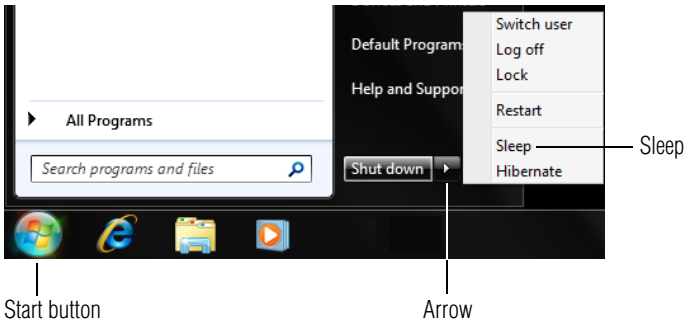 Default Program
Help and Suppor
All Programs
Search programs and files
Shut down
Switch user
Log off
Lock
Restart
Sleep
Hibernate
Sleep
Start button
Arrow